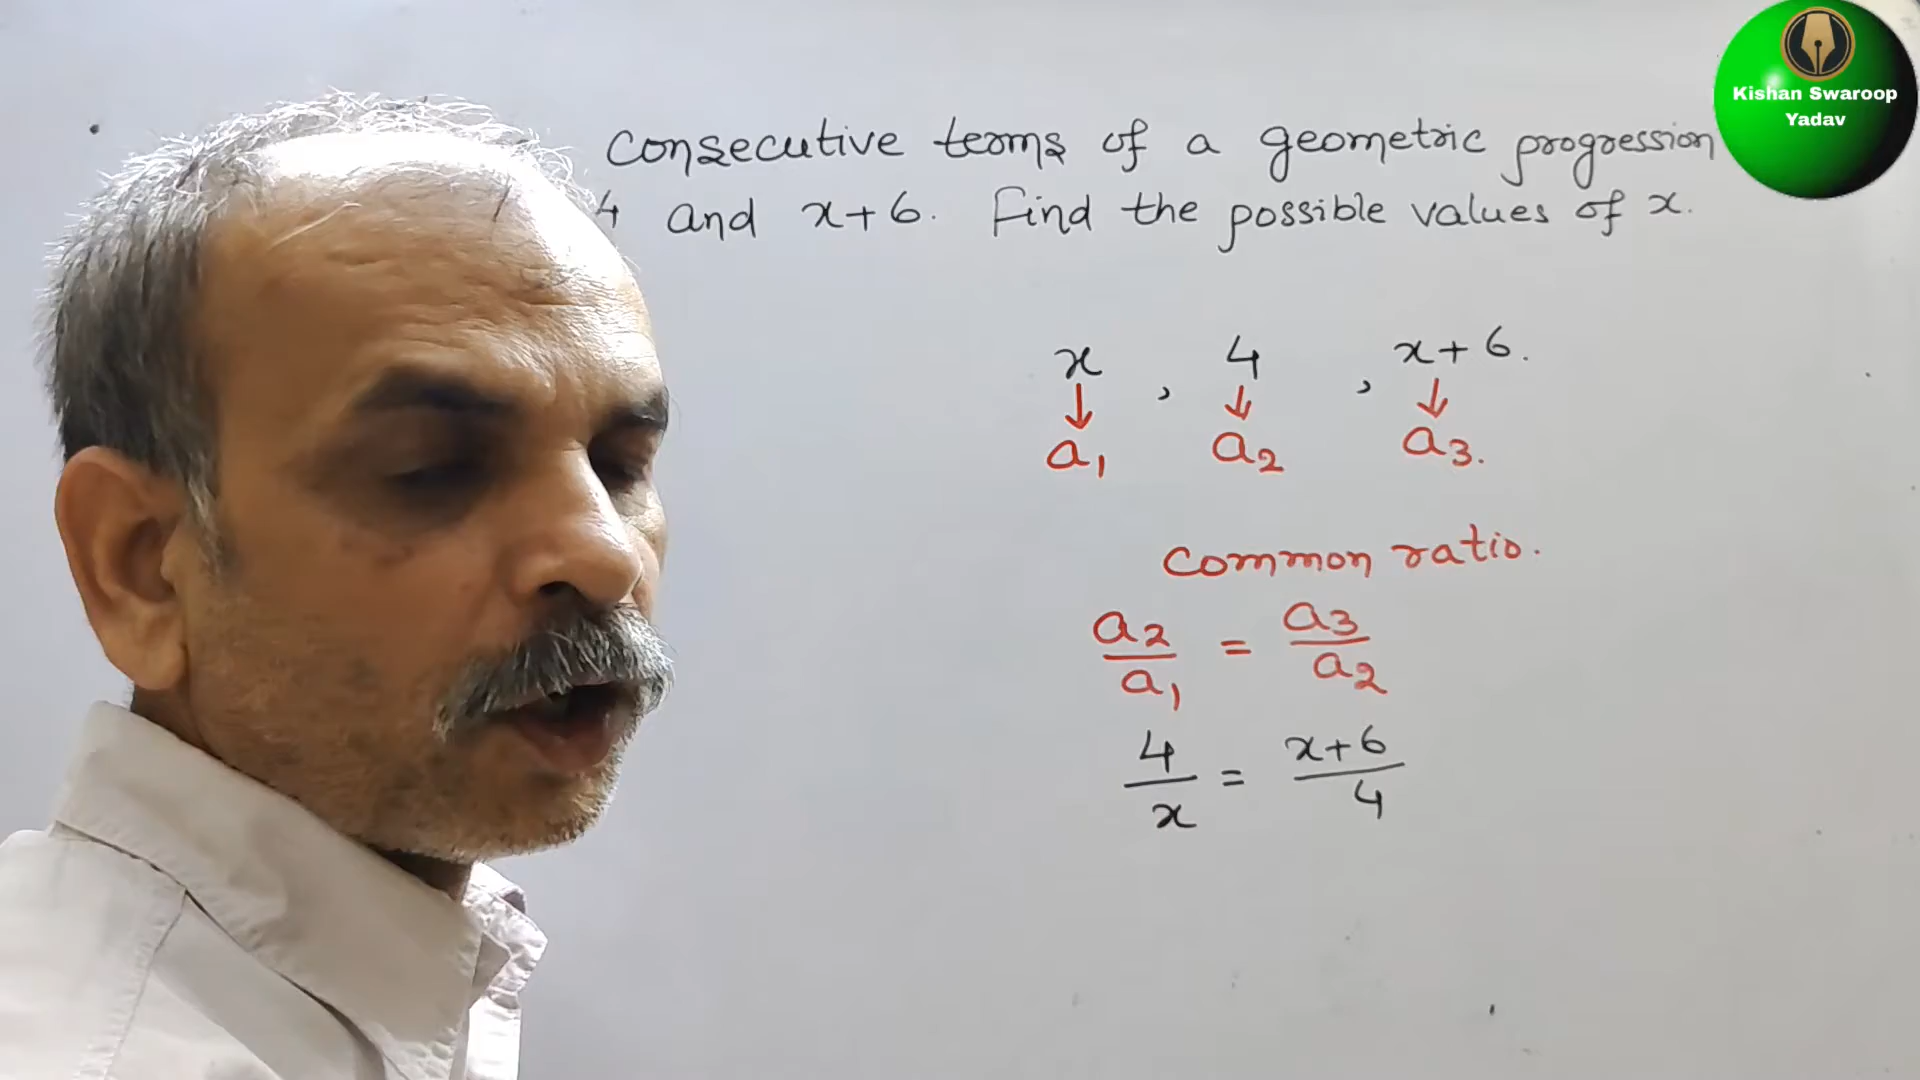 Kishan Swaroop
Yadav
consecutive terms of a geometric progression
4 and x+6. Find the possible values of x.
x , 4 , x+6.
↓ ↓ ↓
a₁ a₂ a₃.
common ratio.
a₂/a₁ = a₃/a₂
4/x = x+6/4